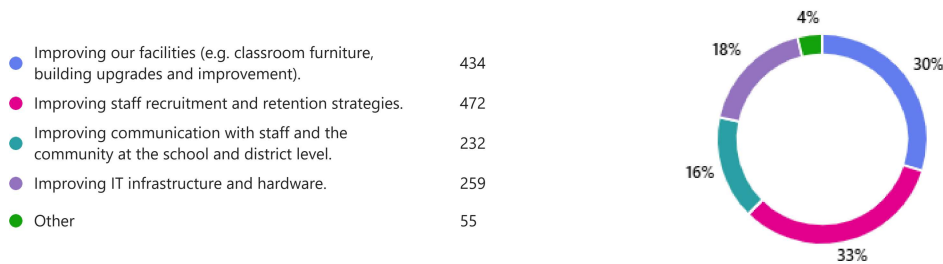 Improving our facilities (e.g. classroom furniture,
building upgrades and improvement).
434
Improving staff recruitment and retention strategies.
472
Improving communication with staff and the
community at the school and district level.
232
Improving IT infrastructure and hardware.
259
Other
55
4%
18%
30%
16%
33%